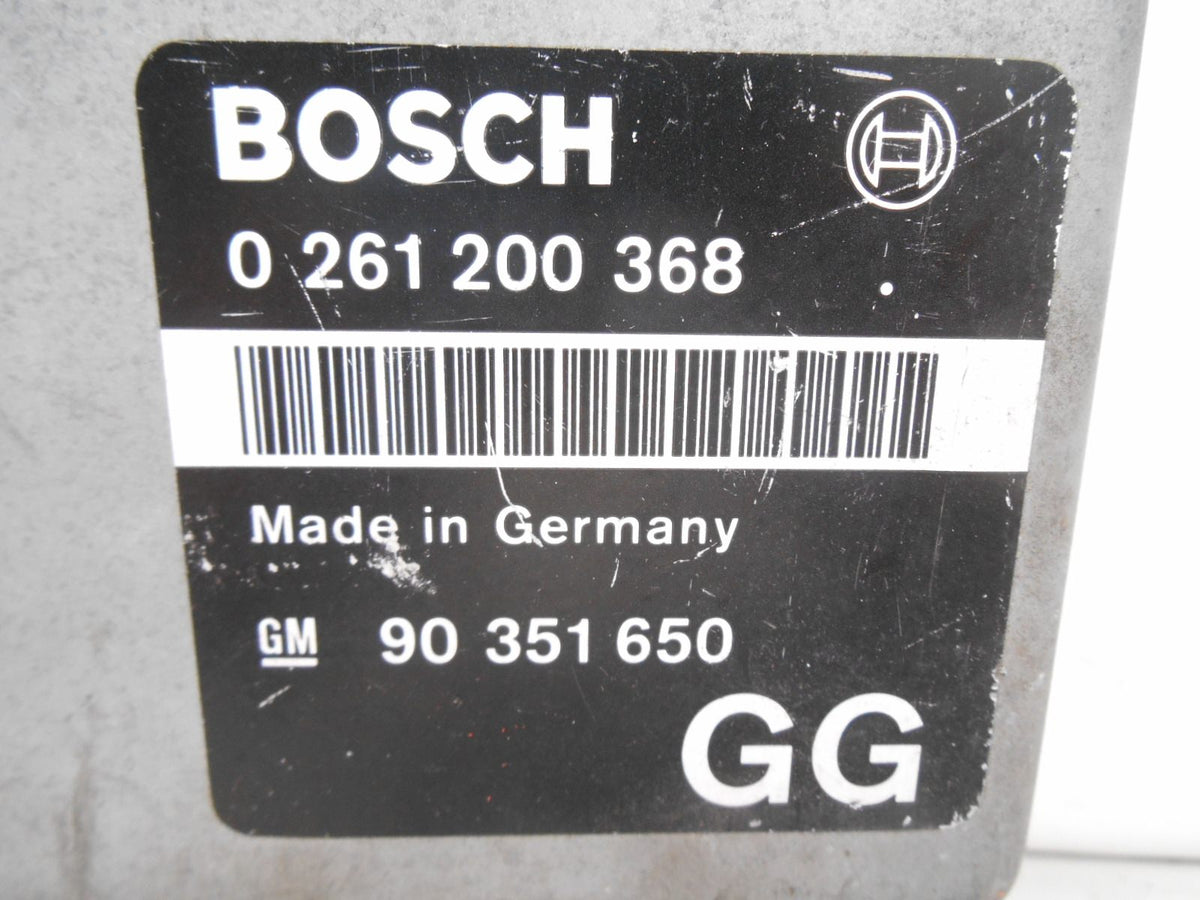 BOSCH
0 261 200 368
Made in Germany
GM 90 351 650
GG